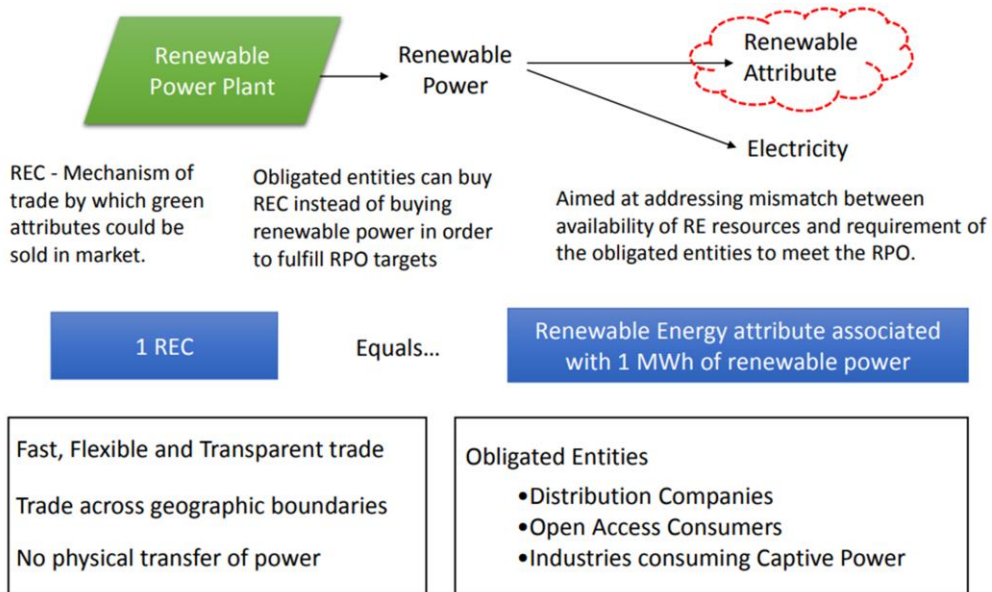 Renewable
Power Plant
Renewable
Power
Renewable
Attribute
Electricity
REC - Mechanism of
trade by which green
attributes could be
sold in market.
Obligated entities can buy
REC instead of buying
renewable power in order
to fulfill RPO targets
Aimed at addressing mismatch between
availability of RE resources and requirement of
the obligated entities to meet the RPO.
1 REC
Equals...
Renewable Energy attribute associated
with 1 MWh of renewable power
Fast, Flexible and Transparent trade
Trade across geographic boundaries
No physical transfer of power
Obligated Entities
•Distribution Companies
•Open Access Consumers
•Industries consuming Captive Power